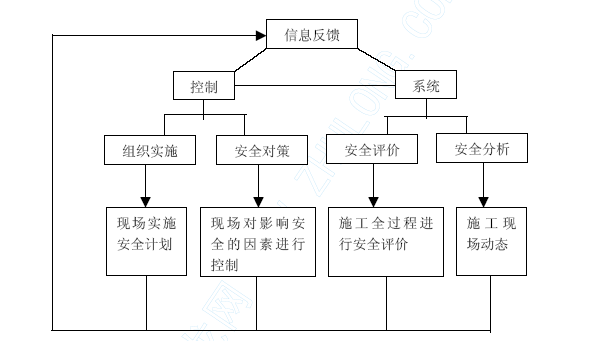 信息反馈
控制
系统
组织实施
安全对策
安全评价
安全分析
现场实施
安全计划
现场对影响安
全的因素进行
控制
施工全过程进
行安全评价
施工现
场动态